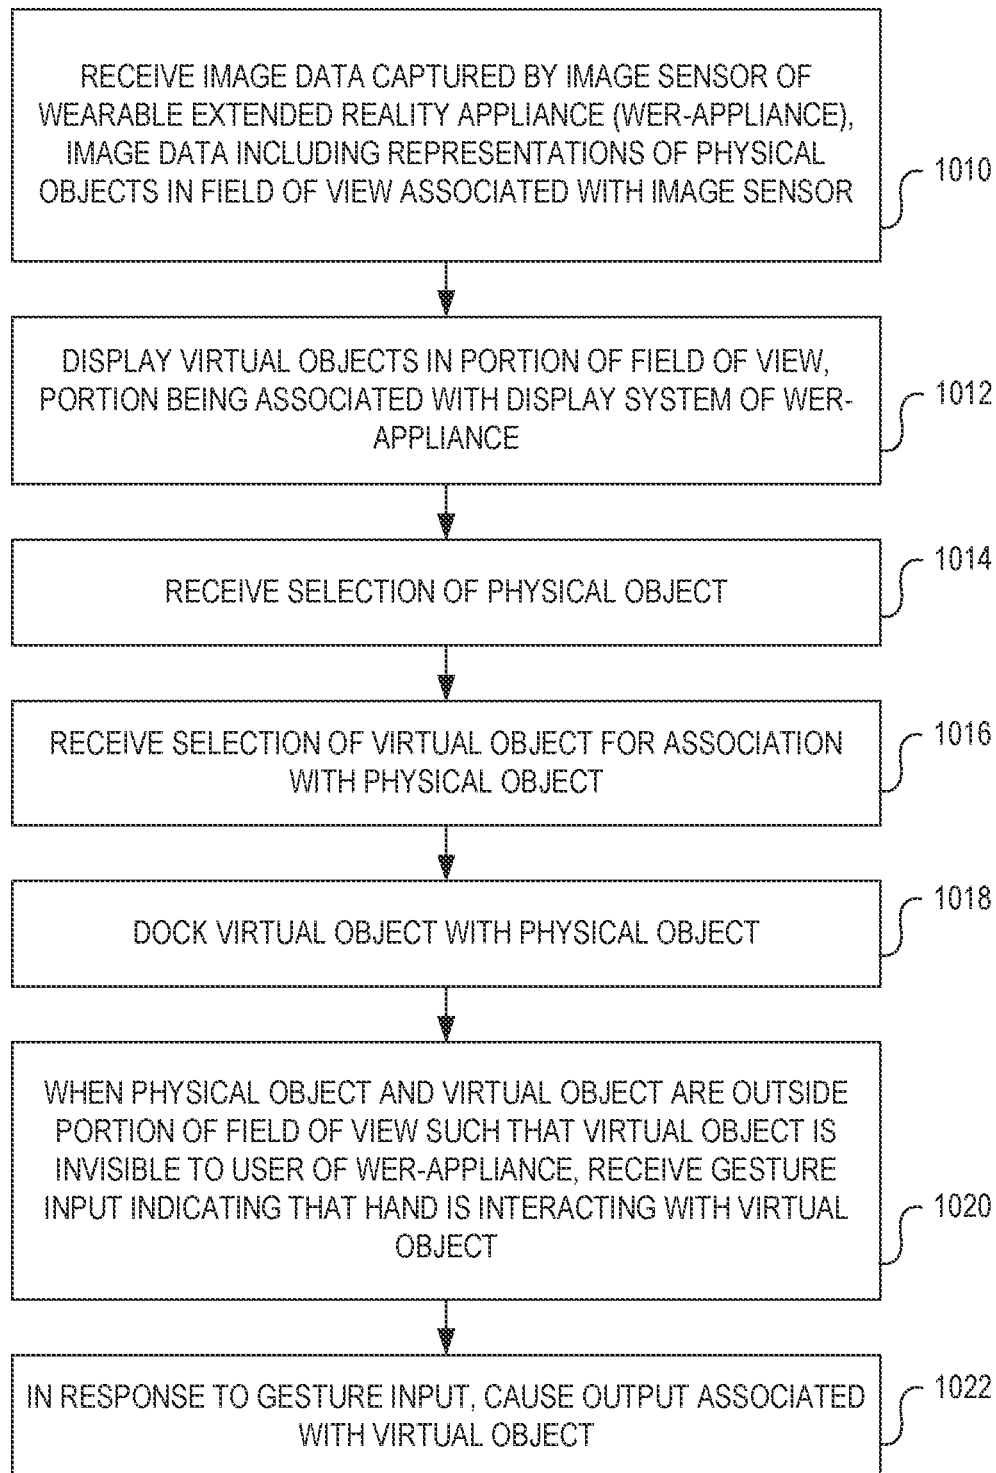 RECEIVE IMAGE DATA CAPTURED BY IMAGE SENSOR OF
WEARABLE EXTENDED REALITY APPLIANCE (WER-APPLIANCE),
IMAGE DATA INCLUDING REPRESENTATIONS OF PHYSICAL
OBJECTS IN FIELD OF VIEW ASSOCIATED WITH IMAGE SENSOR
1010
DISPLAY VIRTUAL OBJECTS IN PORTION OF FIELD OF VIEW,
PORTION BEING ASSOCIATED WITH DISPLAY SYSTEM OF WER-
APPLIANCE
1012
RECEIVE SELECTION OF PHYSICAL OBJECT
1014
RECEIVE SELECTION OF VIRTUAL OBJECT FOR ASSOCIATION
WITH PHYSICAL OBJECT
1016
DOCK VIRTUAL OBJECT WITH PHYSICAL OBJECT
1018
WHEN PHYSICAL OBJECT AND VIRTUAL OBJECT ARE OUTSIDE
PORTION OF FIELD OF VIEW SUCH THAT VIRTUAL OBJECT IS
INVISIBLE TO USER OF WER-APPLIANCE, RECEIVE GESTURE
INPUT INDICATING THAT HAND IS INTERACTING WITH VIRTUAL
OBJECT
1020
IN RESPONSE TO GESTURE INPUT, CAUSE OUTPUT ASSOCIATED
WITH VIRTUAL OBJECT
1022